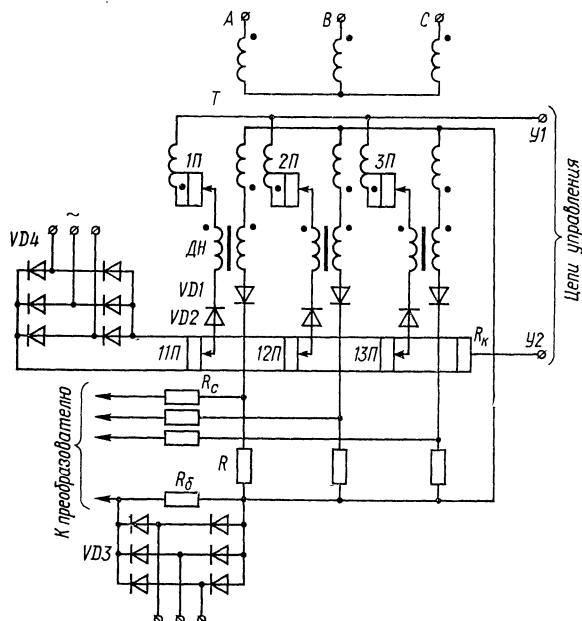 A B C
T
У1
1П 2П 3П
~
VD4
ДН
VD1
VD2
11П 12П 13П Rк
У2
Цепи управления
Rс
R
Rб
К преобразователю
VD3